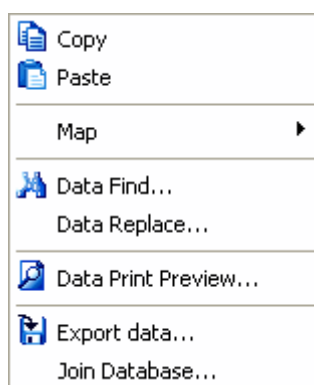 Copy
Paste
Map
Data Find...
Data Replace...
Data Print Preview...
Export data...
Join Database...